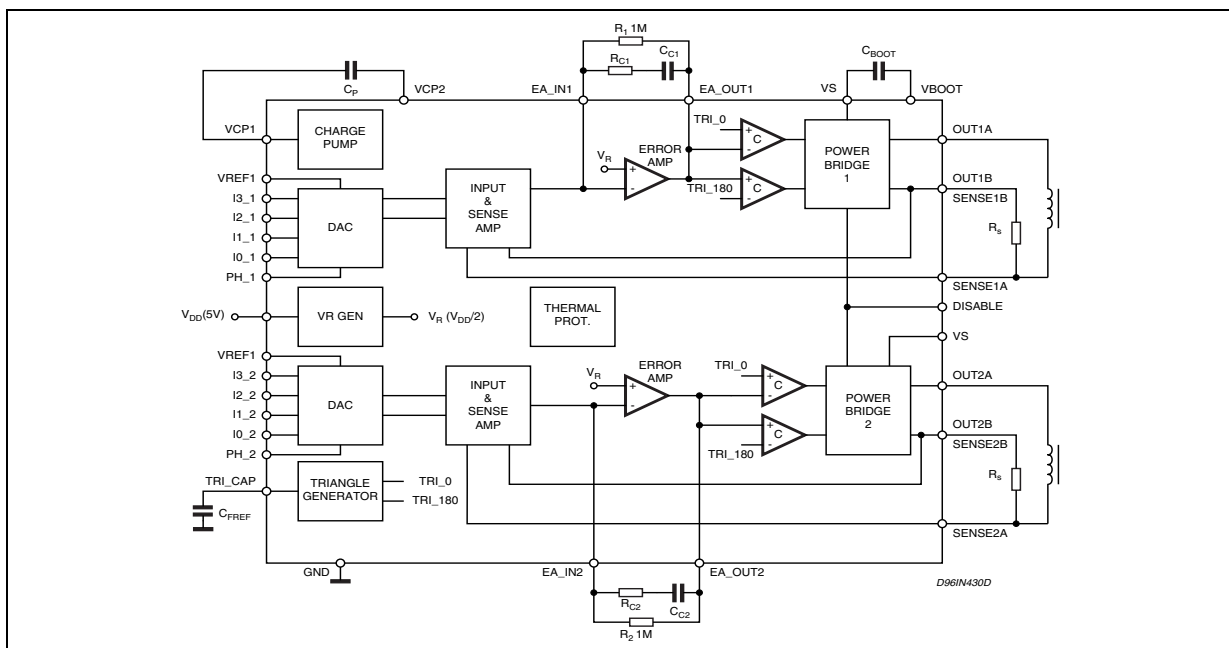 R1 1M
RC1
CC1
CBOOT
CP
VCP2
EA_IN1
EA_OUT1
VS
VBOOT
VCP1
CHARGE
PUMP
TRI_0
+
-
C
POWER
BRIDGE
1
OUT1A
VR
ERROR
AMP
+
-
TRI_180
+
-
C
OUT1B
SENSE1B
VREF1
I3_1
I2_1
I1_1
I0_1
PH_1
DAC
INPUT
&
SENSE
AMP
Rs
SENSE1A
DISABLE
VDD(5V)
VR GEN
VR (VDD/2)
THERMAL
PROT.
VS
VREF1
I3_2
I2_2
I1_2
I0_2
PH_2
DAC
INPUT
&
SENSE
AMP
VR
ERROR
AMP
+
-
TRI_0
+
-
C
TRI_180
+
-
C
POWER
BRIDGE
2
OUT2A
OUT2B
SENSE2B
Rs
TRI_CAP
TRIANGLE
GENERATOR
TRI_0
TRI_180
CFREF
SENSE2A
GND
EA_IN2
EA_OUT2
D96IN430D
RC2
CC2
R2 1M